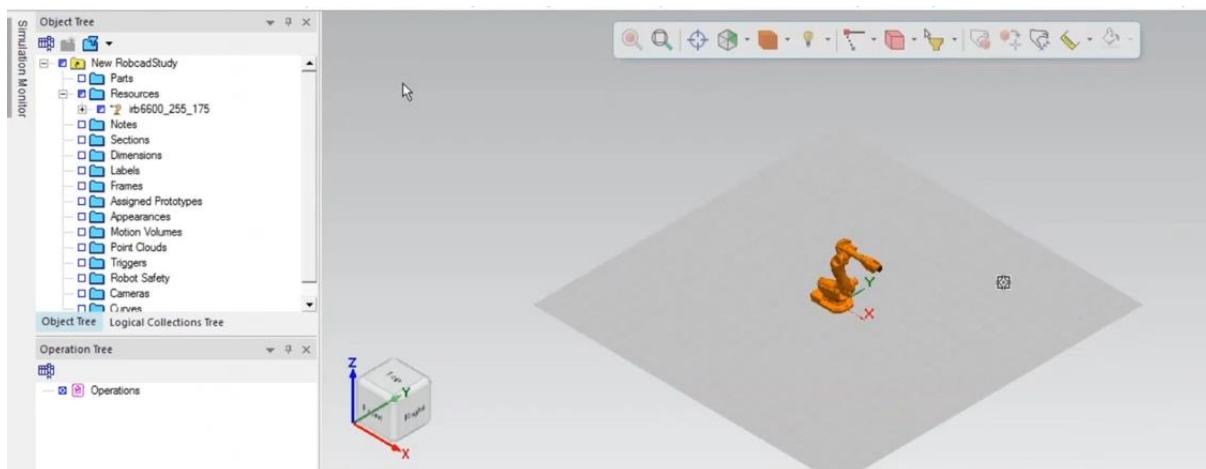 Simulation Monitor
Object Tree
New RobcadStudy
Parts
Resources
irb6600_255_175
Notes
Sections
Dimensions
Labels
Frames
Assigned Prototypes
Appearances
Motion Volumes
Point Clouds
Triggers
Robot Safety
Cameras
Curves
Object Tree
Logical Collections Tree
Operation Tree
Operations
Z
Top
Y
Front
Right
X
Y
X